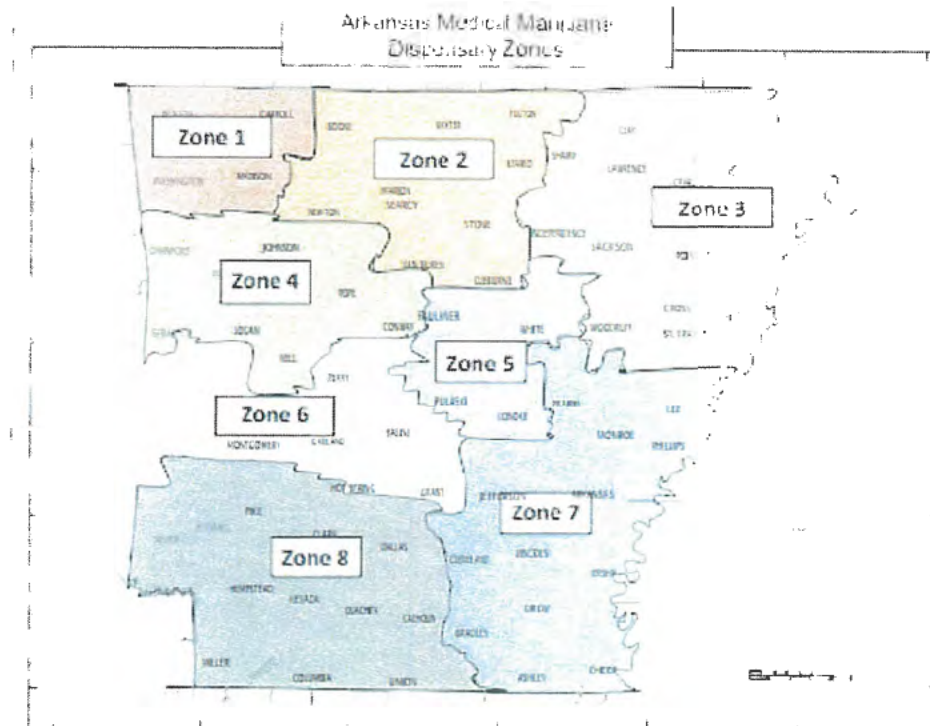 Arkansas Medical Marijuana
Dispensary Zones
CARROLL
Zone 1
MADISON
WASHINGTON
BOONE
BAXTER
FULTON
Zone 2
IZARD
MARION
SEARCY
NEWTON
STONE
VAN BUREN
CLEBURNE
CLAY
SHARP
LAWRENCE
Zone 3
INDEPENDENCE
JACKSON
CROSS
WOODRUFF
JOHNSON
Zone 4
POPE
LOGAN
CONWAY
YELL
FAULKNER
WHITE
Zone 5
PULASKI
LONOKE
PERRY
Zone 6
MONTGOMERY
GARLAND
SALINE
HOT SPRING
GRANT
LEE
MONROE
PHILLIPS
JEFFERSON
ARKANSAS
Zone 7
CLEVELAND
LINCOLN
DESHA
DREW
BRADLEY
ASHLEY
CHICOT
PIKE
CLARK
Zone 8
DALLAS
HEMPSTEAD
NEVADA
OUACHITA
CALHOUN
MILLER
COLUMBIA
UNION